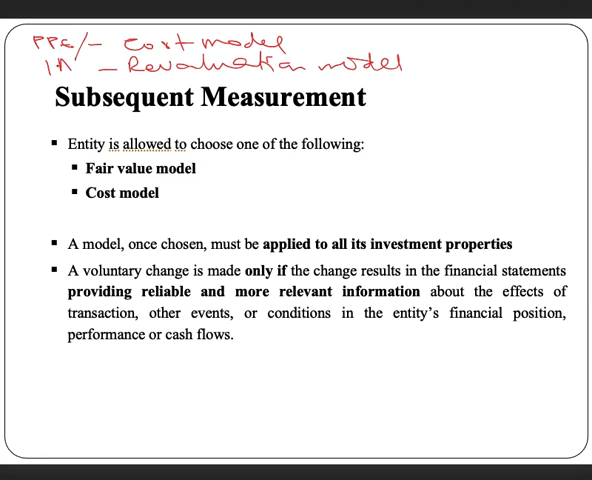 PPE/- Cost model
IA - Revaluation model
Subsequent Measurement
▪ Entity is allowed to choose one of the following:
▪ Fair value model
▪ Cost model
▪ A model, once chosen, must be applied to all its investment properties
▪ A voluntary change is made only if the change results in the financial statements
providing reliable and more relevant information about the effects of
transaction, other events, or conditions in the entity’s financial position,
performance or cash flows.